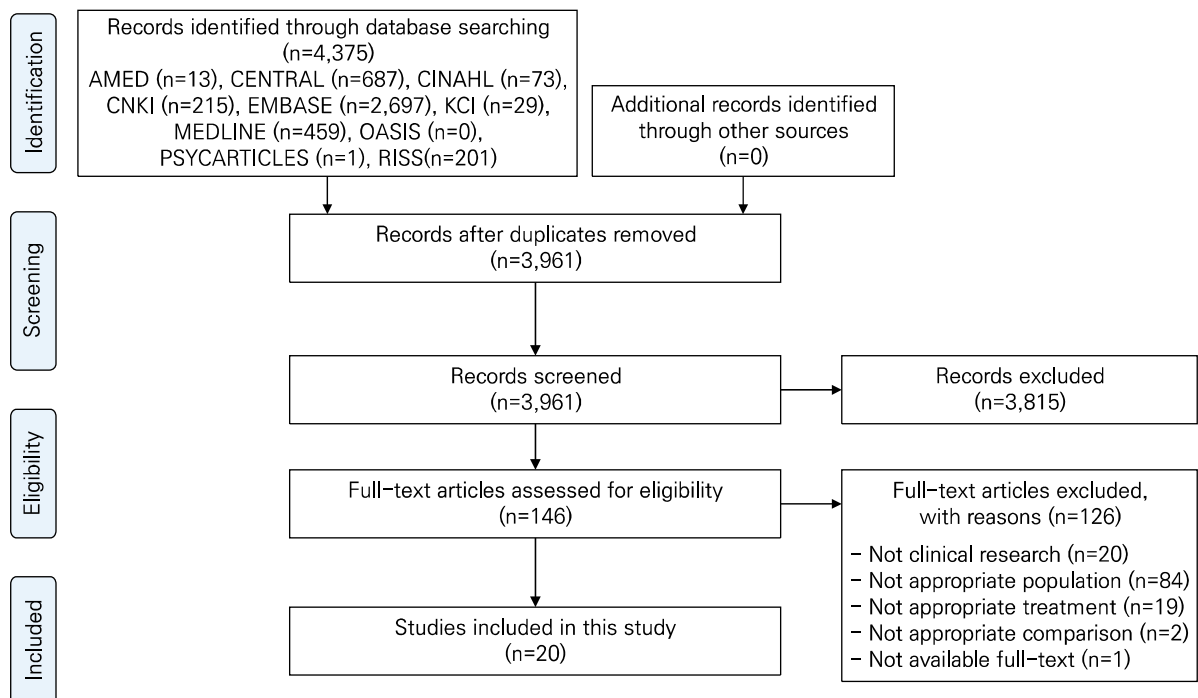 Identification
Records identified through database searching
(n=4,375)
AMED (n=13), CENTRAL (n=687), CINAHL (n=73),
CNKI (n=215), EMBASE (n=2,697), KCI (n=29),
MEDLINE (n=459), OASIS (n=0),
PSYCARTICLES (n=1), RISS(n=201)
Additional records identified
through other sources
(n=0)
Screening
Records after duplicates removed
(n=3,961)
Records screened
(n=3,961)
Records excluded
(n=3,815)
Eligibility
Full-text articles assessed for eligibility
(n=146)
Full-text articles excluded,
with reasons (n=126)
- Not clinical research (n=20)
- Not appropriate population (n=84)
- Not appropriate treatment (n=19)
- Not appropriate comparison (n=2)
- Not available full-text (n=1)
Included
Studies included in this study
(n=20)